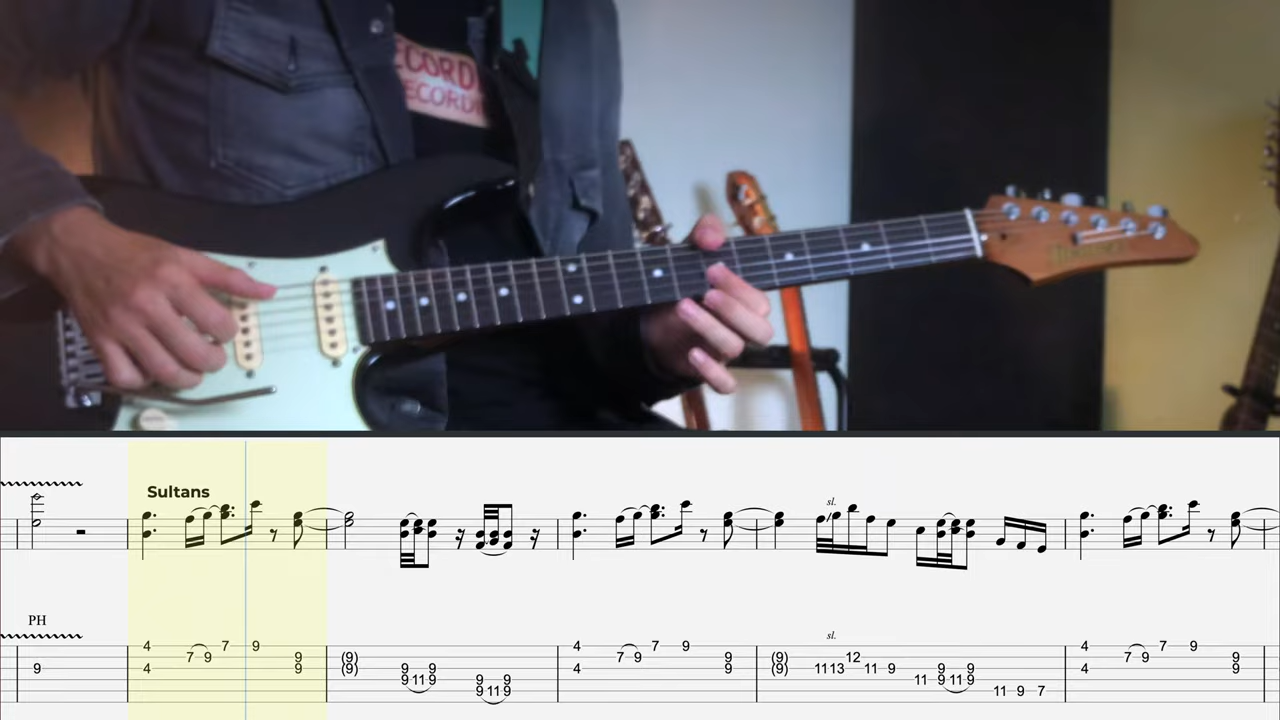 ECORDI
ECORDI
Sultans
sl.
PH
sl.
4 7 9 4 7 9 4 7 9
7 9 9 (9) 7 9 9 (9) 12 7 9 9
9 4 9 (9) 9 9 4 9 (9) 11 13 11 9 9 9 4 9
9 11 9 9 9 11 9 11 9
9 11 9 11 9 7